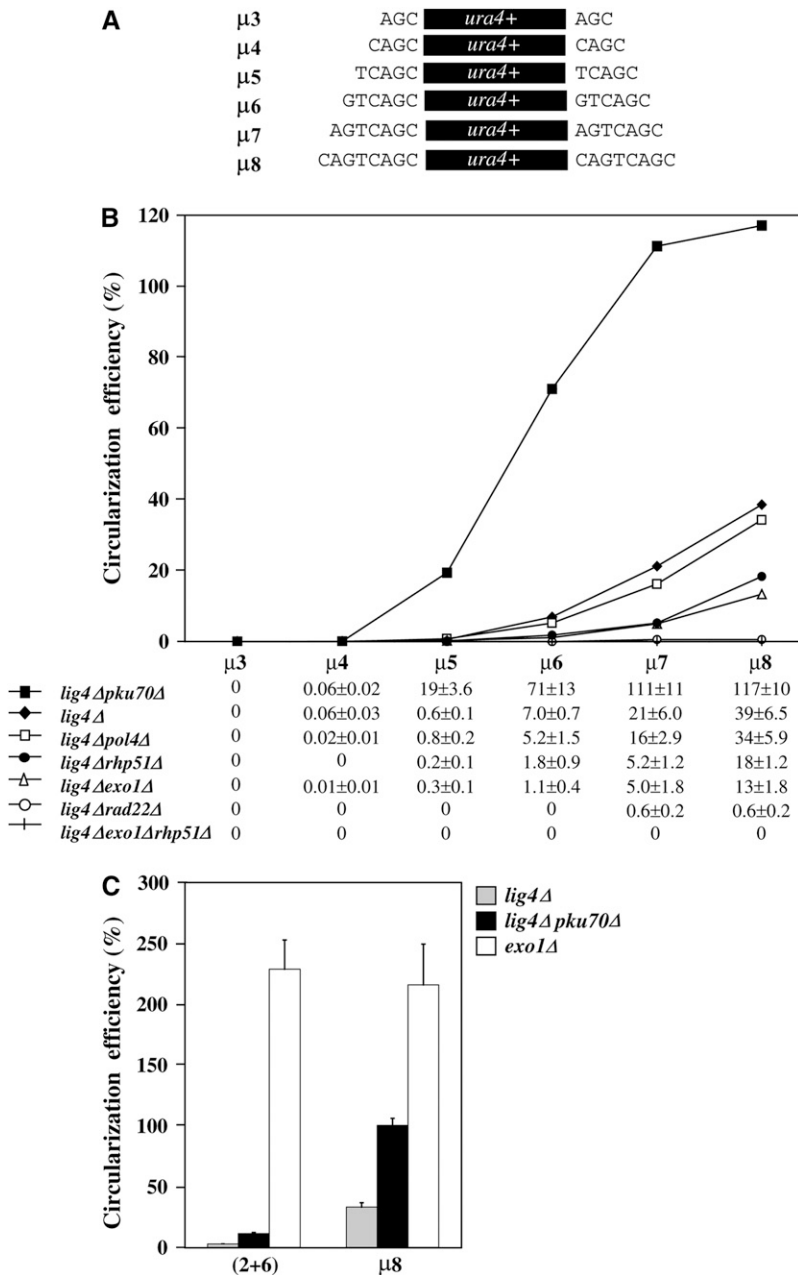 A
μ3 AGC ura4+ AGC
μ4 CAGC ura4+ CAGC
μ5 TCAGC ura4+ TCAGC
μ6 GTCAGC ura4+ GTCAGC
μ7 AGTCAGC ura4+ AGTCAGC
μ8 CAGTCAGC ura4+ CAGTCAGC
B
Circularization efficiency (%)
120
100
80
60
40
20
0
μ3 μ4 μ5 μ6 μ7 μ8
lig4Δpku70Δ 0 0.06±0.02 19±3.6 71±13 111±11 117±10
lig4Δ 0 0.06±0.03 0.6±0.1 7.0±0.7 21±6.0 39±6.5
lig4Δpol4Δ 0 0.02±0.01 0.8±0.2 5.2±1.5 16±2.9 34±5.9
lig4Δrhp51Δ 0 0 0.2±0.1 1.8±0.9 5.2±1.2 18±1.2
lig4Δexo1Δ 0 0.01±0.01 0.3±0.1 1.1±0.4 5.0±1.8 13±1.8
lig4Δrad22Δ 0 0 0 0 0.6±0.2 0.6±0.2
lig4Δexo1Δrhp51Δ 0 0 0 0 0 0
C
Circularization efficiency (%)
300
250
200
150
100
50
0
(2+6) μ8
lig4Δ
lig4Δpku70Δ
exo1Δ